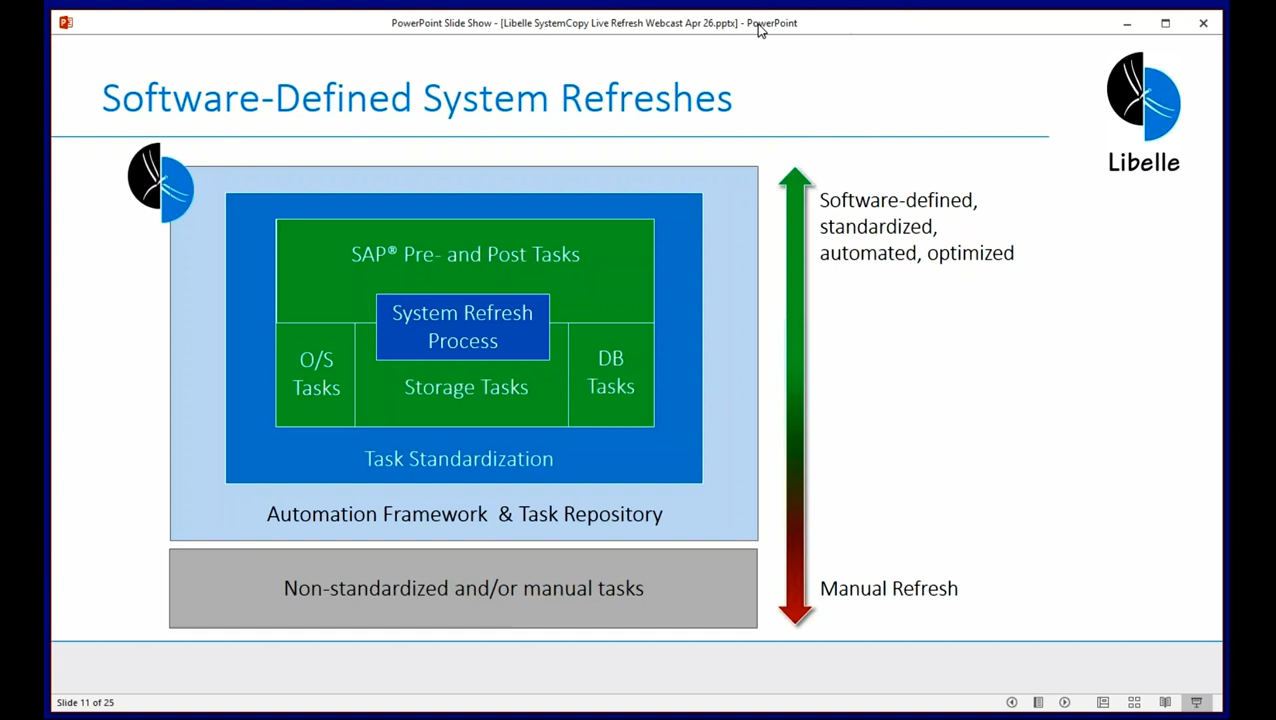 PowerPoint Slide Show - [Libelle SystemCopy Live Refresh Webcast Apr 26.pptx] - PowerPoint
Software-Defined System Refreshes
Libelle
Software-defined,
standardized,
automated, optimized
SAP® Pre- and Post Tasks
System Refresh
Process
O/S
Tasks
Storage Tasks
DB
Tasks
Task Standardization
Automation Framework & Task Repository
Non-standardized and/or manual tasks
Manual Refresh
Slide 11 of 25